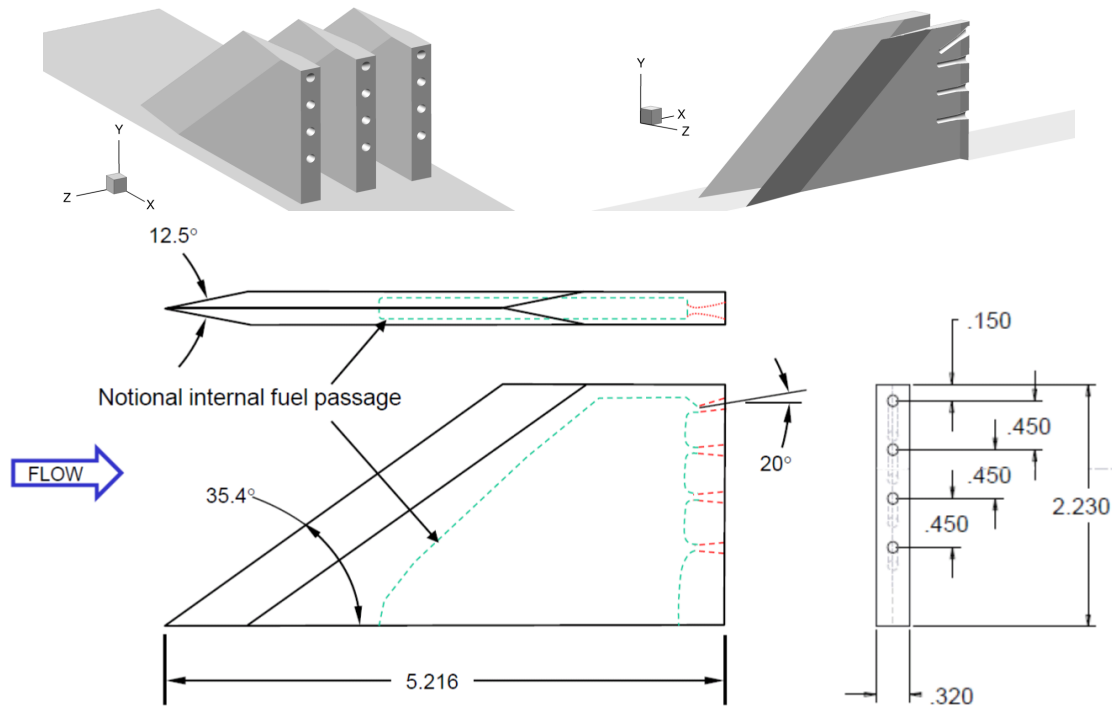 Y
Z
X
Y
X
Z
12.5°
.150
Notional internal fuel passage
.450
FLOW
35.4°
20°
.450
2.230
.450
5.216
.320